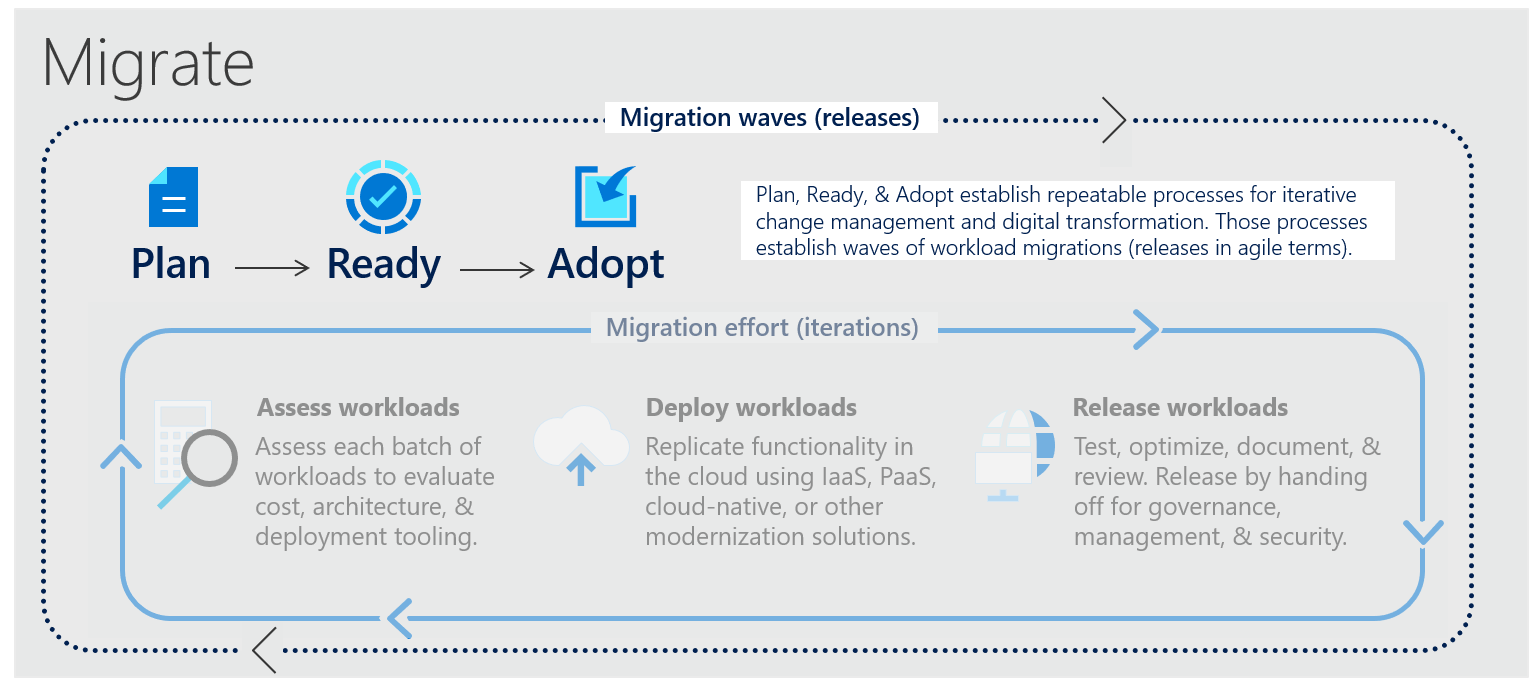 Migrate
Migration waves (releases)
Plan
Ready
Adopt
Plan, Ready, & Adopt establish repeatable processes for iterative
change management and digital transformation. Those processes
establish waves of workload migrations (releases in agile terms).
Migration effort (iterations)
Assess workloads
Assess each batch of
workloads to evaluate
cost, architecture, &
deployment tooling.
Deploy workloads
Replicate functionality in
the cloud using IaaS, PaaS,
cloud-native, or other
modernization solutions.
Release workloads
Test, optimize, document, &
review. Release by handing
off for governance,
management, & security.